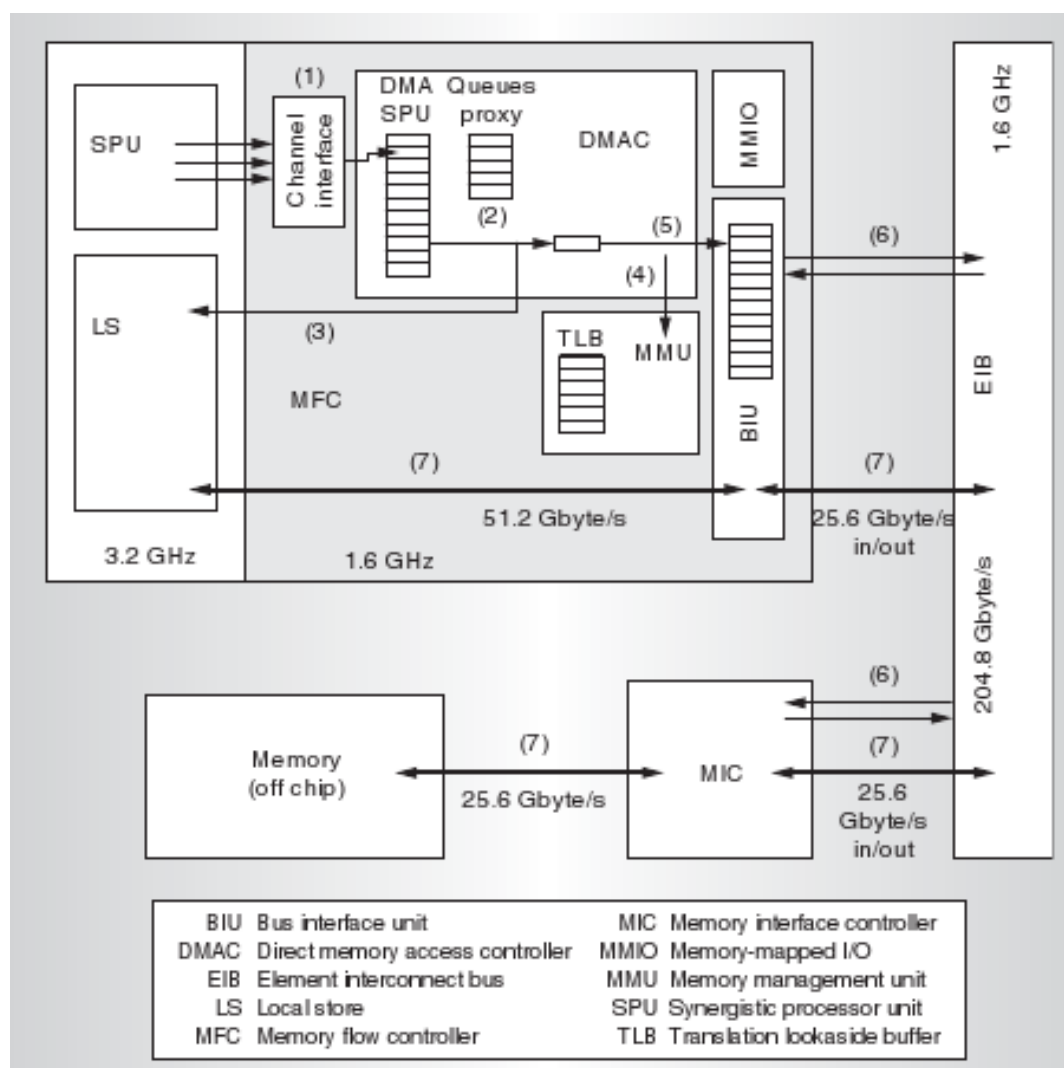 (1)
DMA Queues
SPU proxy
SPU
Channel
interface
DMAC
MMIO
1.6 GHz
(2)
(5)
(6)
(4)
LS
(3)
TLB
MMU
MFC
BIU
EIB
(7)
(7)
51.2 Gbyte/s
25.6 Gbyte/s
in/out
3.2 GHz
1.6 GHz
204.8 Gbyte/s
(6)
Memory
(off chip)
(7)
25.6 Gbyte/s
MIC
(7)
25.6
Gbyte/s
in/out
BIU Bus interface unit
DMAC Direct memory access controller
EIB Element interconnect bus
LS Local store
MFC Memory flow controller
MIC Memory interface controller
MMIO Memory-mapped I/O
MMU Memory management unit
SPU Synergistic processor unit
TLB Translation lookaside buffer